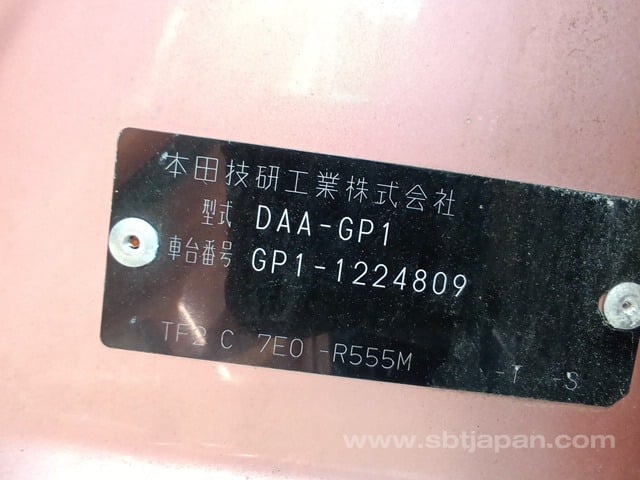 本田技研工業株式会社
型式 DAA-GP1
車台番号 GP1-1224809
TF2 C 7E0 -R555M -T -S
www.sbtjapan.com